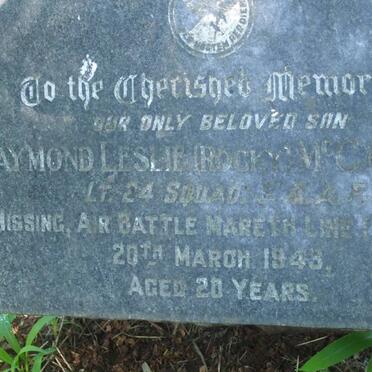 To the Cherished Memor
OUR ONLY BELOVED SON
AYMOND LESLIE (ROCKY) MCC
LT. 24 SQUAD. S.A.A.F.
MISSING, AIR BATTLE MARETH LINE
20TH MARCH 1943,
AGED 20 YEARS.